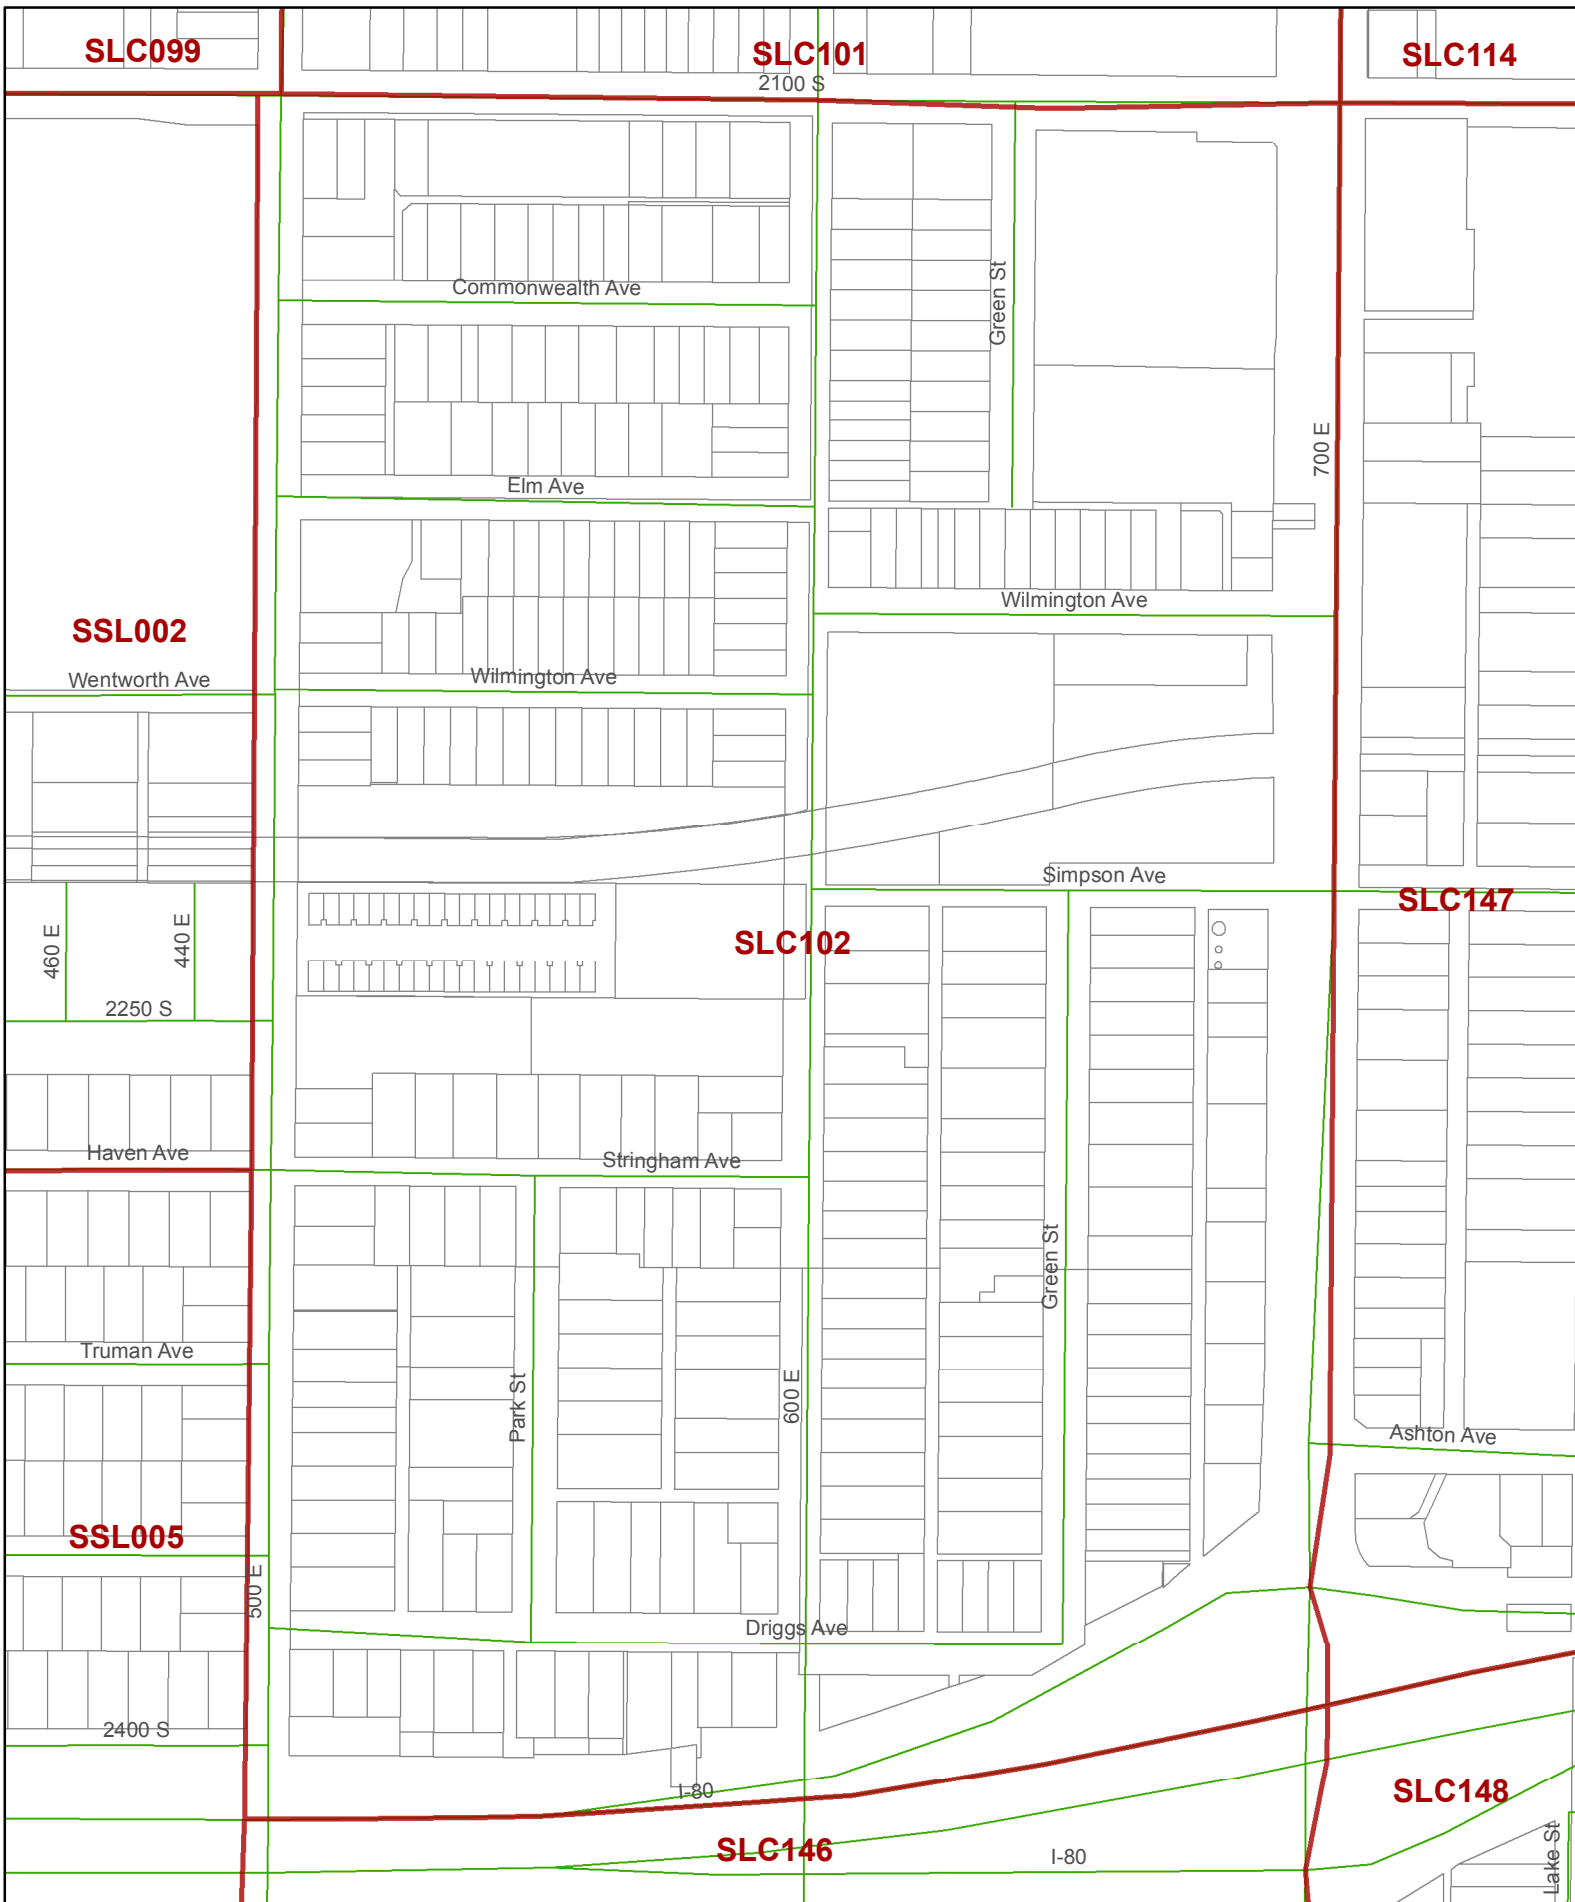 SLC099
SLC101
SLC114
2100 S
Commonwealth Ave
Green St
700 E
Elm Ave
Wilmington Ave
SSL002
Wentworth Ave
Wilmington Ave
Simpson Ave
SLC147
460 E
440 E
SLC102
2250 S
Haven Ave
Stringham Ave
Green St
Truman Ave
Park St
600 E
Ashton Ave
SSL005
500 E
Driggs Ave
2400 S
I-80
SLC148
SLC146
I-80
Lake St